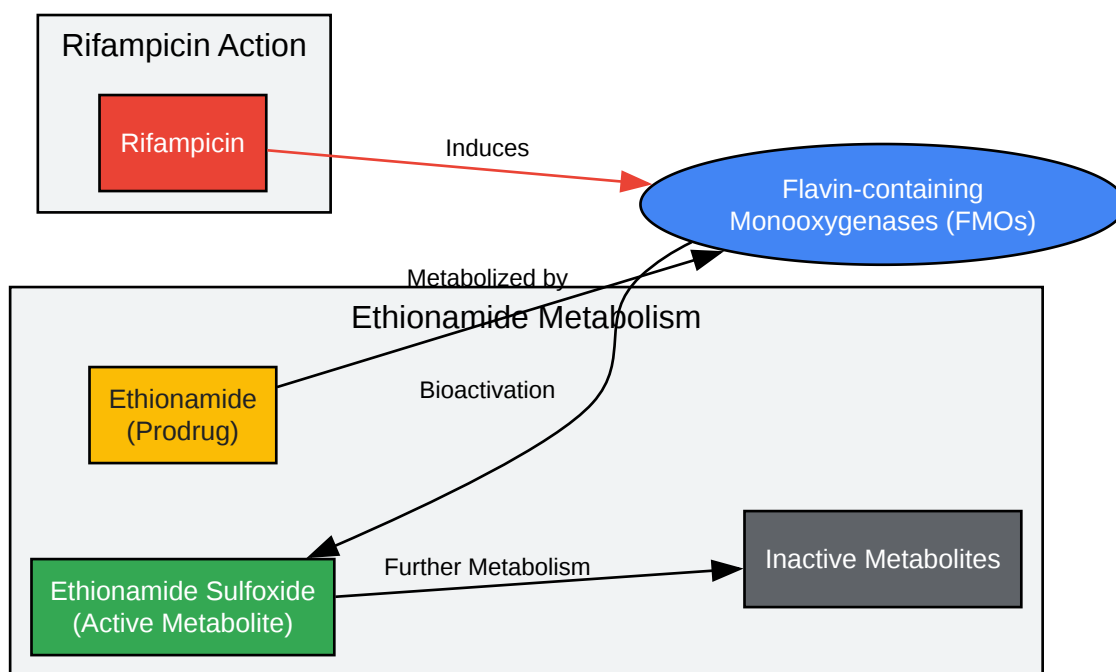 Rifampicin Action
Rifampicin
Induces
Flavin-containing
Monooxygenases (FMOs)
Metabolized by
Ethionamide Metabolism
Ethionamide
(Prodrug)
Bioactivation
Ethionamide Sulfoxide
(Active Metabolite)
Further Metabolism
Inactive Metabolites